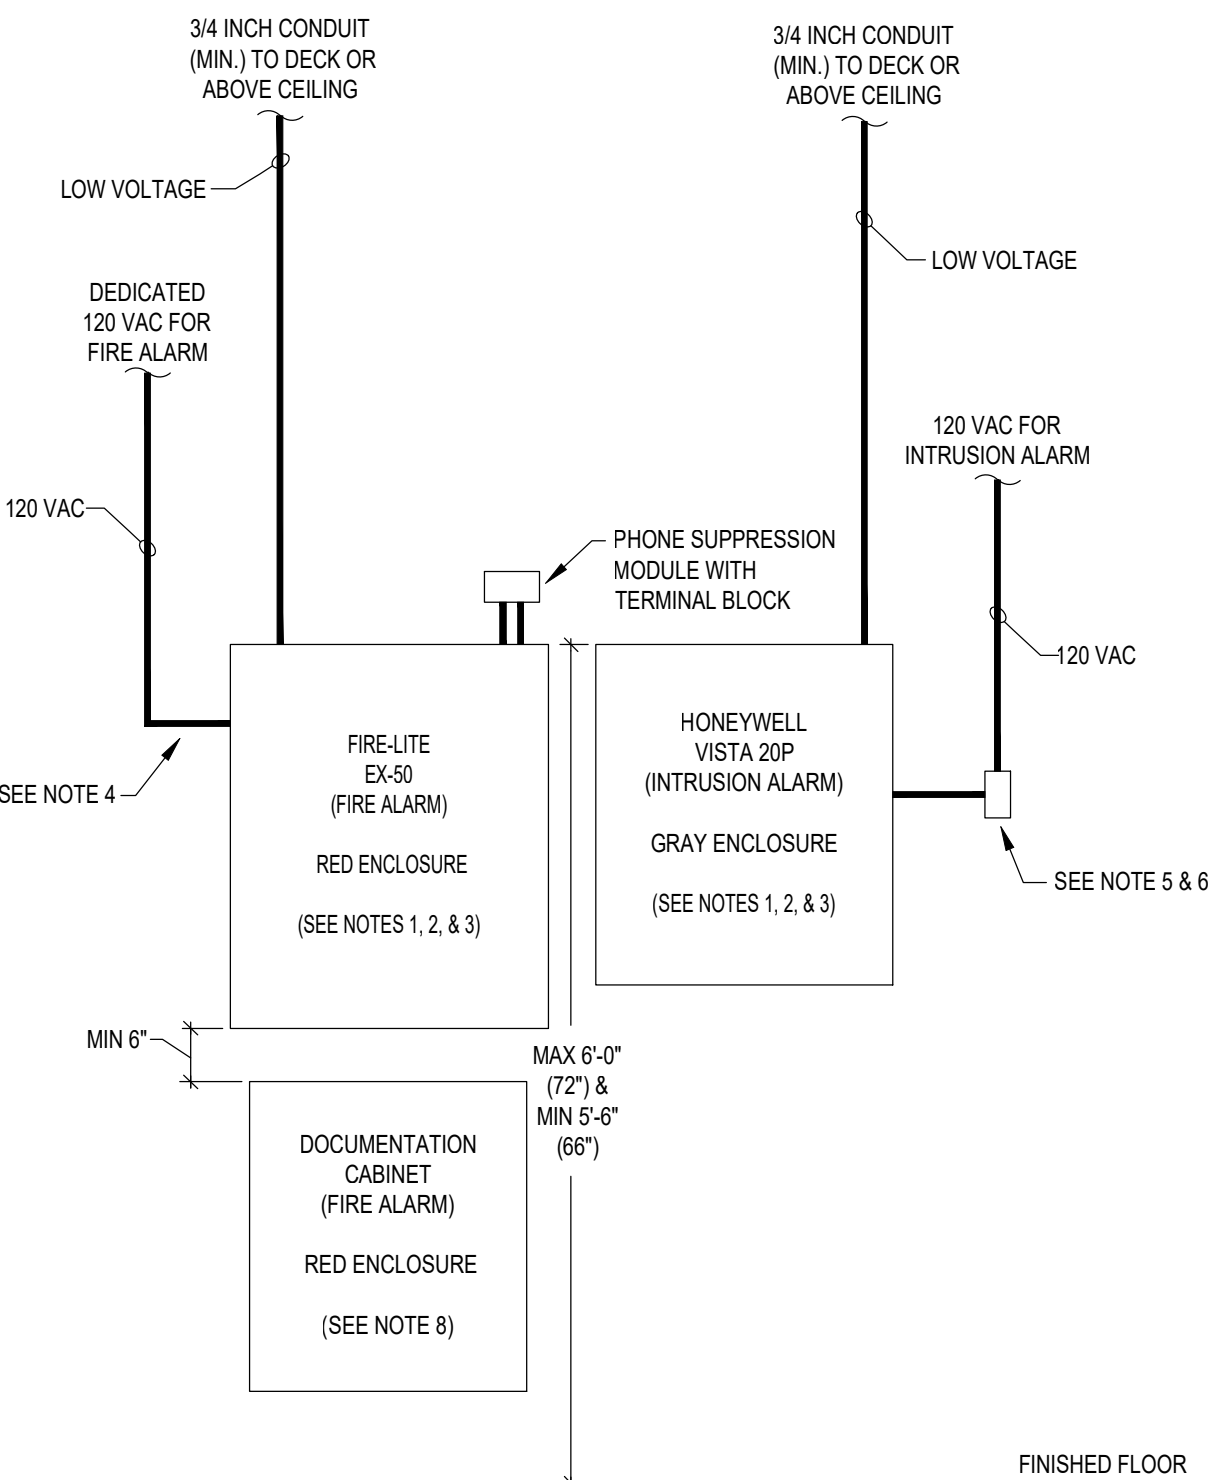 3/4 INCH CONDUIT
(MIN.) TO DECK OR
ABOVE CEILING
3/4 INCH CONDUIT
(MIN.) TO DECK OR
ABOVE CEILING
LOW VOLTAGE
LOW VOLTAGE
DEDICATED
120 VAC FOR
FIRE ALARM
120 VAC FOR
INTRUSION ALARM
120 VAC
PHONE SUPPRESSION
MODULE WITH
TERMINAL BLOCK
120 VAC
FIRE-LITE
EX-50
(FIRE ALARM)
RED ENCLOSURE
(SEE NOTES 1, 2, & 3)
HONEYWELL
VISTA 20P
(INTRUSION ALARM)
GRAY ENCLOSURE
(SEE NOTES 1, 2, & 3)
SEE NOTE 4
SEE NOTE 5 & 6
MIN 6"
MAX 6'-0"
(72") &
MIN 5'-6"
(66")
DOCUMENTATION
CABINET
(FIRE ALARM)
RED ENCLOSURE
(SEE NOTE 8)
FINISHED FLOOR